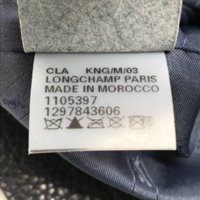 CLA KNG/M/03
LONGCHAMP PARIS
MADE IN MOROCCO
1105397
1297843606